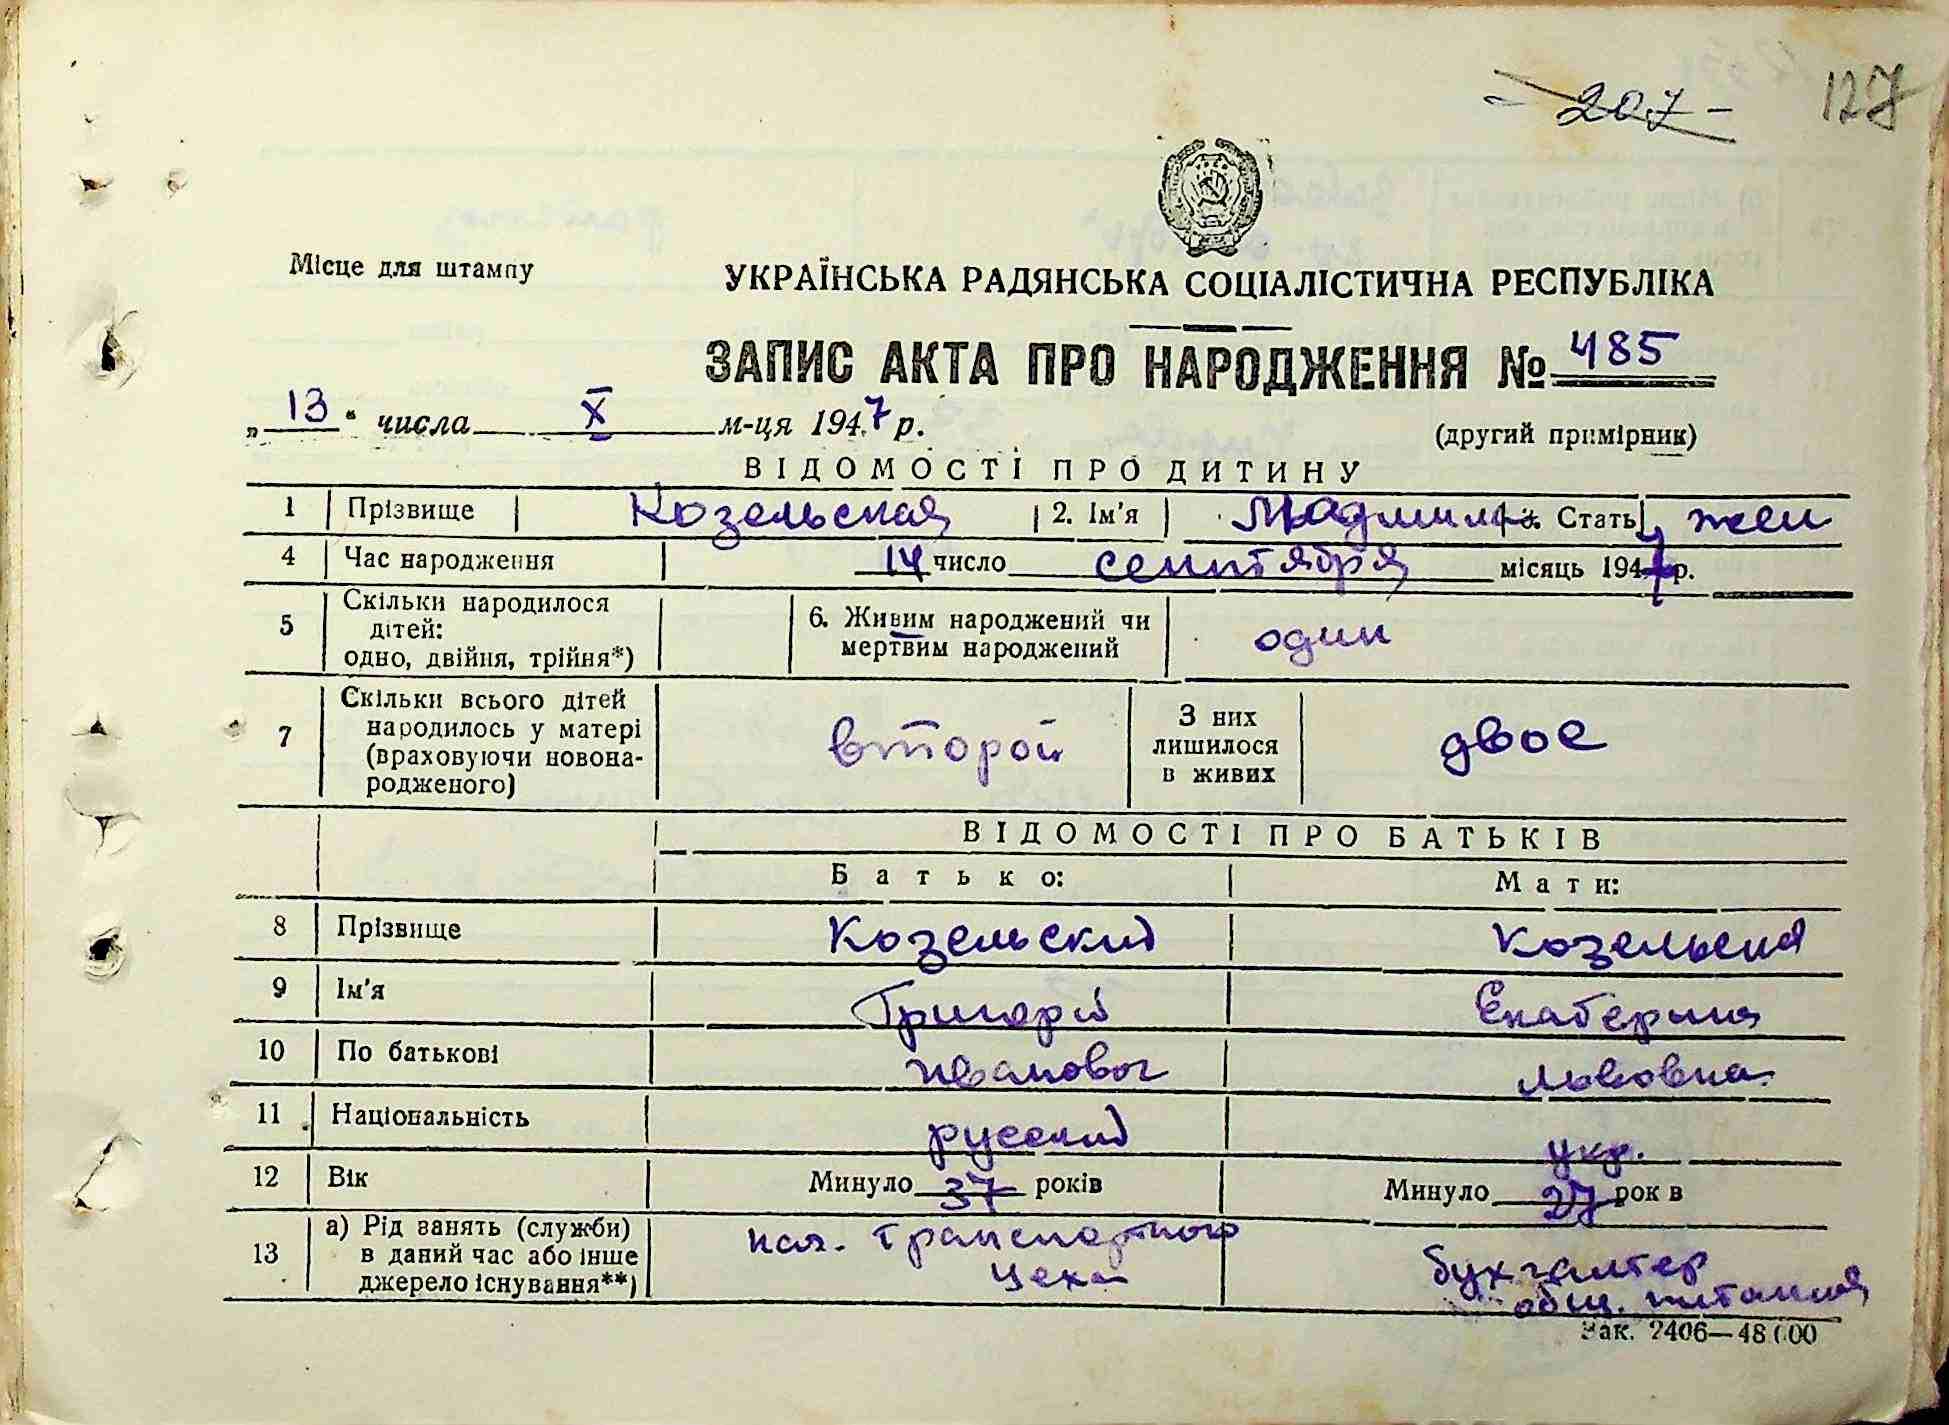 - 207 - 127
Місце для штампу
УКРАЇНСЬКА РАДЯНСЬКА СОЦІАЛІСТИЧНА РЕСПУБЛІКА
ЗАПИС АКТА ПРО НАРОДЖЕННЯ № 485
„ 13 " числа X м-ця 1947 р.
(другий примірник)
ВІДОМОСТІ ПРО ДИТИНУ
1 Прізвище Козельская 2. Ім'я Людмила 3. Стать жен
4 Час народження 14 число сентября місяць 1947 р.
5 Скільки народилося дітей: одно, двійня, трійня*) 6. Живим народжений чи мертвим народжений один
7 Скільки всього дітей народилось у матері (враховуючи новонародженого) второй З них лишилося в живих двое
ВІДОМОСТІ ПРО БАТЬКІВ
Батько: Мати:
8 Прізвище Козельский Козельская
9 Ім'я Григорій Екатерина
10 По батькові Иванович Львовна
11 Національність русский укр.
12 Вік Минуло 37 років Минуло 27 рок в
13 а) Рід занять (служби) в даний час або інше джерело існування**) нач. транспортного цеха бухгалтер общ. питания
Зак. 2406—48000